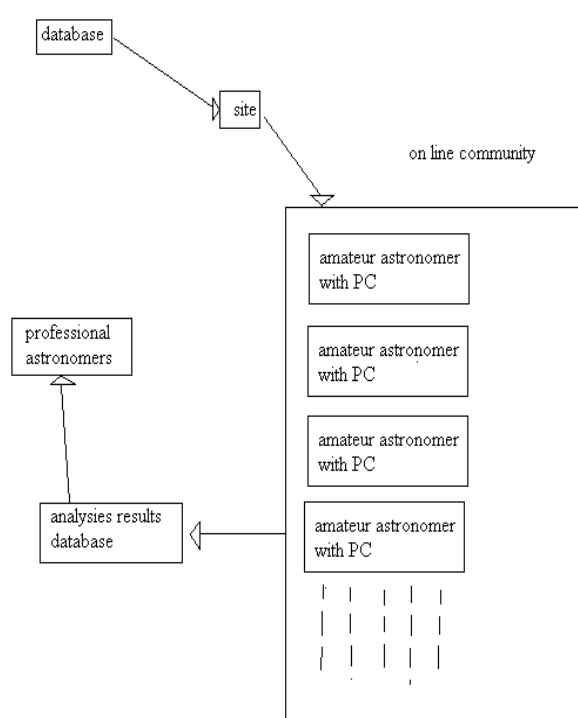 database
site
on line community
amateur astronomer
with PC
amateur astronomer
with PC
amateur astronomer
with PC
amateur astronomer
with PC
professional
astronomers
analysies results
database